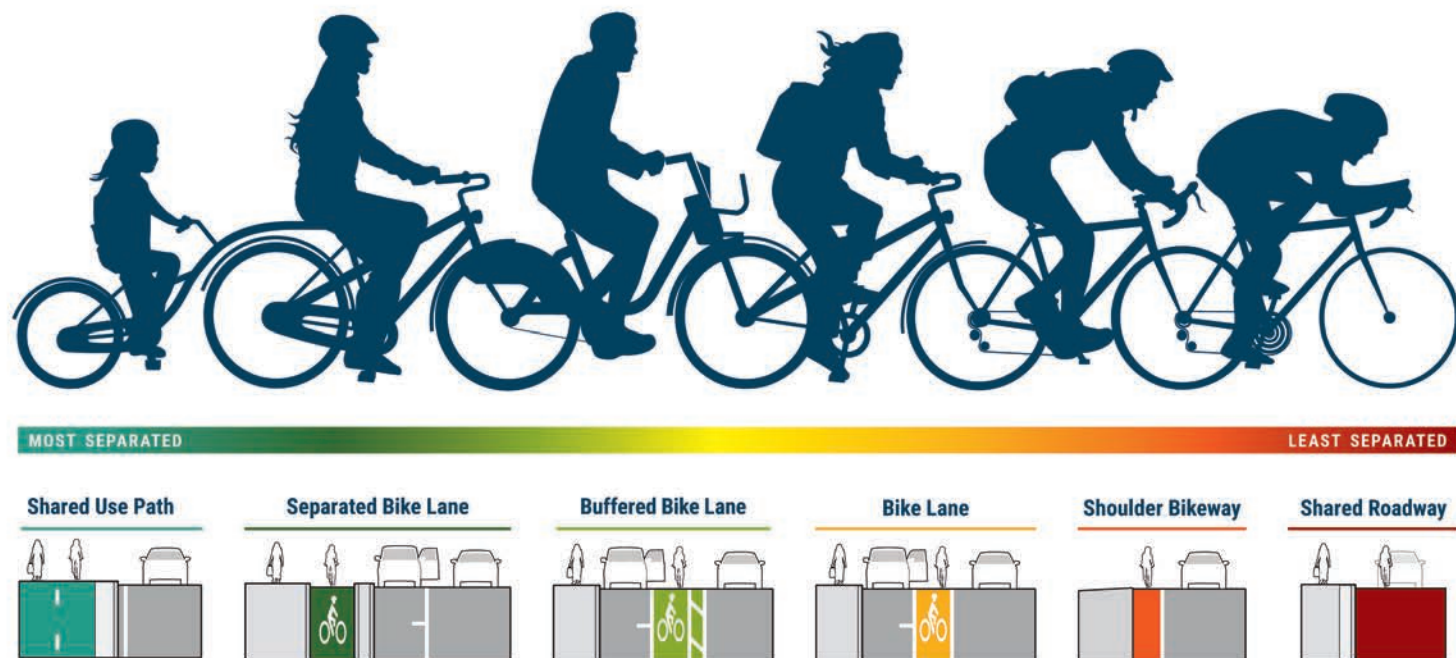 MOST SEPARATED
LEAST SEPARATED
Shared Use Path
Separated Bike Lane
Buffered Bike Lane
Bike Lane
Shoulder Bikeway
Shared Roadway